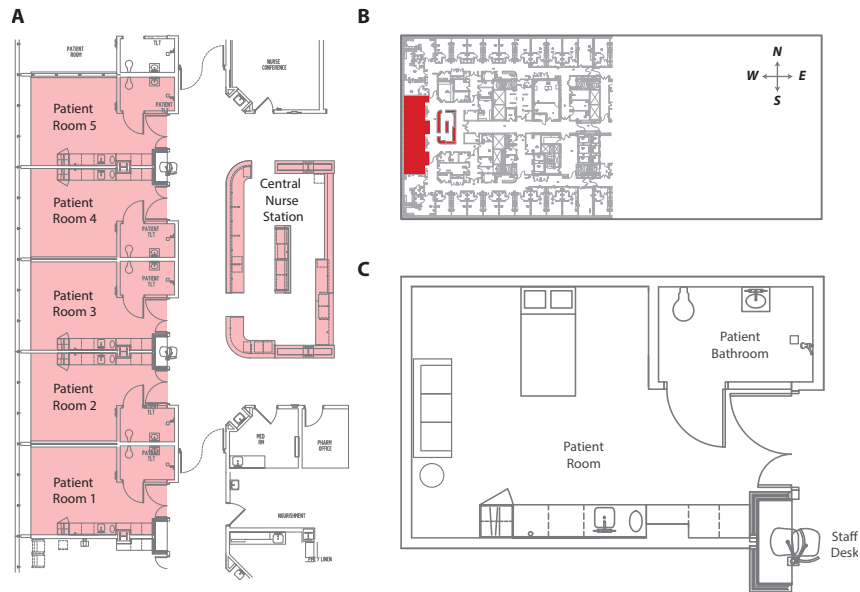 A
PATIENT
ROOM
TLT
NURSE
CONFERENCE
Patient
Room 5
PATIENT
TLT
Patient
Room 4
PATIENT
TLT
Central
Nurse
Station
PATIENT
TLT
Patient
Room 3
Patient
Room 2
PATIENT
TLT
PATIENT
TLT
Patient
Room 1
MED
RM
PHARM
OFFICE
NOURISHMENT
LINEN
B
N
W
E
S
C
Patient
Bathroom
Patient
Room
Staff
Desk